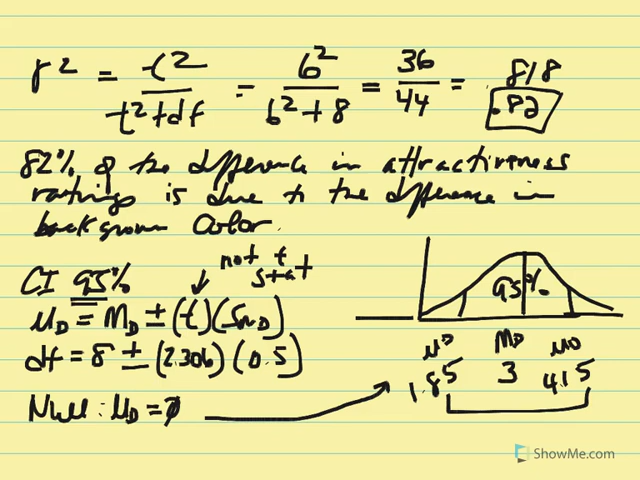 r² = t² / t² + df = 6² / 6² + 8 = 36 / 44 = .818
.82
82% of the difference in attractiveness
ratings is due to the difference in
backgroun color.
CI 95%
not t
stat
μD = MD ± (t)(SMD)
df = 8 ± (2.306)(0.5)
Null: μD = 0
95%
μD MD μD
1.85 3 4.15
ShowMe.com